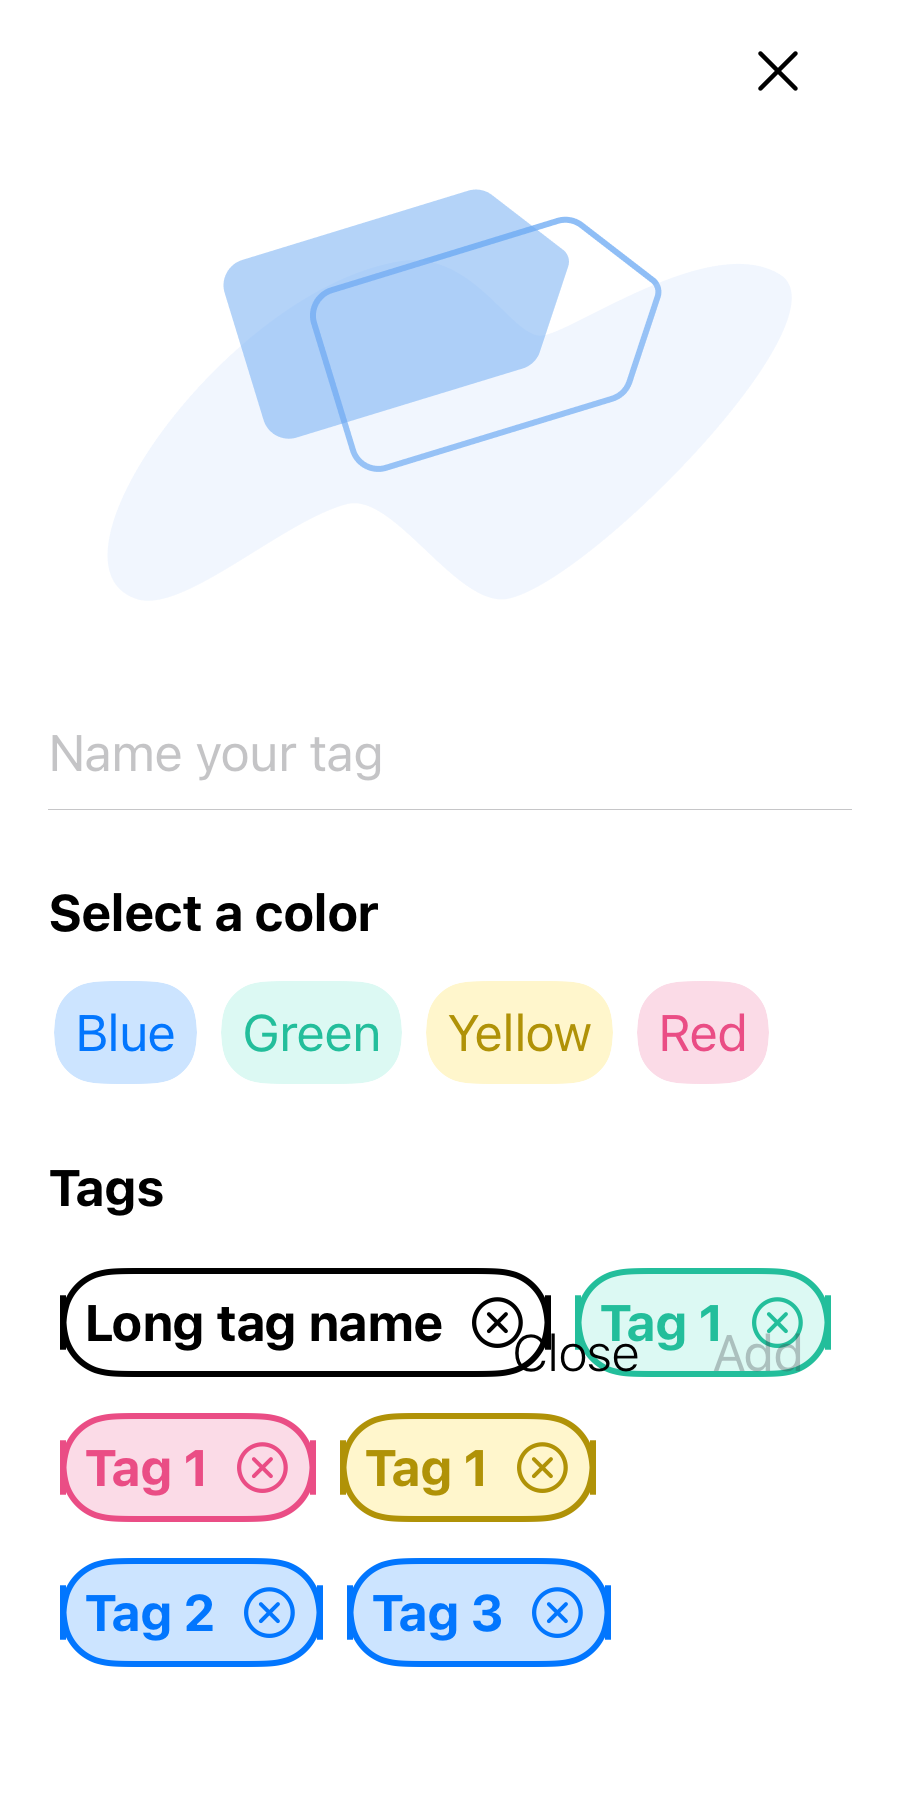 Name your tag
Select a color
Blue Green Yellow Red
Tags
Long tag name Tag 1
Close Add
Tag 1 Tag 1
Tag 2 Tag 3